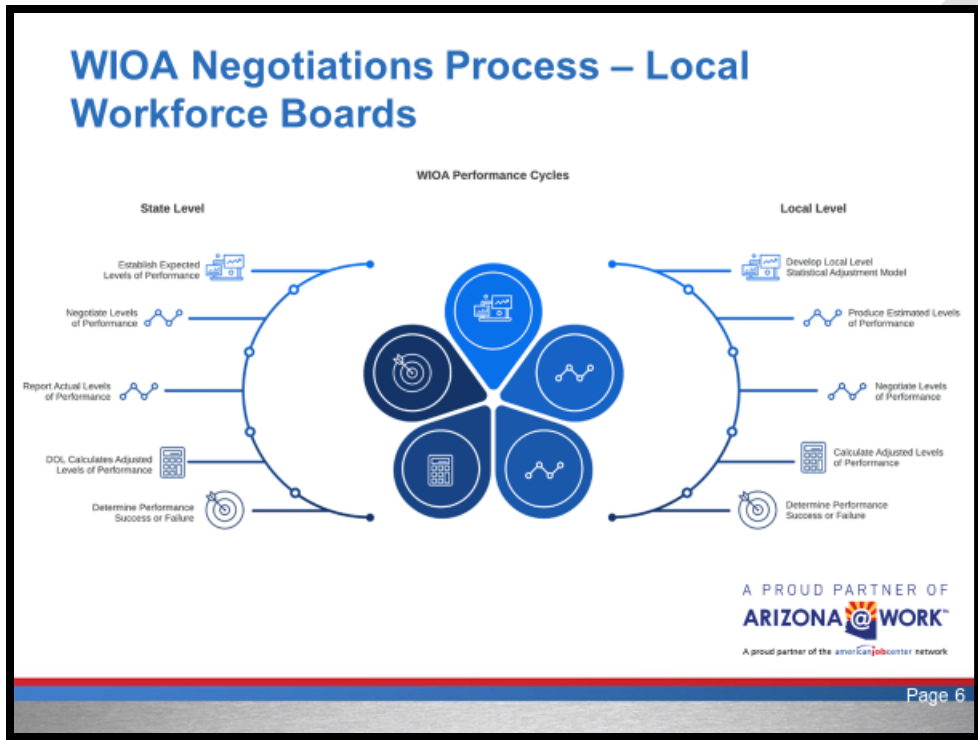 WIOA Negotiations Process – Local
Workforce Boards
WIOA Performance Cycles
State Level
Establish Expected
Levels of Performance
Negotiate Levels
of Performance
Report Actual Levels
of Performance
DOL Calculates Adjusted
Levels of Performance
Determine Performance
Success or Failure
Local Level
Develop Local Level
Statistical Adjustment Model
Produce Estimated Levels
of Performance
Negotiate Levels
of Performance
Calculate Adjusted Levels
of Performance
Determine Performance
Success or Failure
A PROUD PARTNER OF
ARIZONA@WORK™
A proud partner of the americanjobcenter network
Page 6